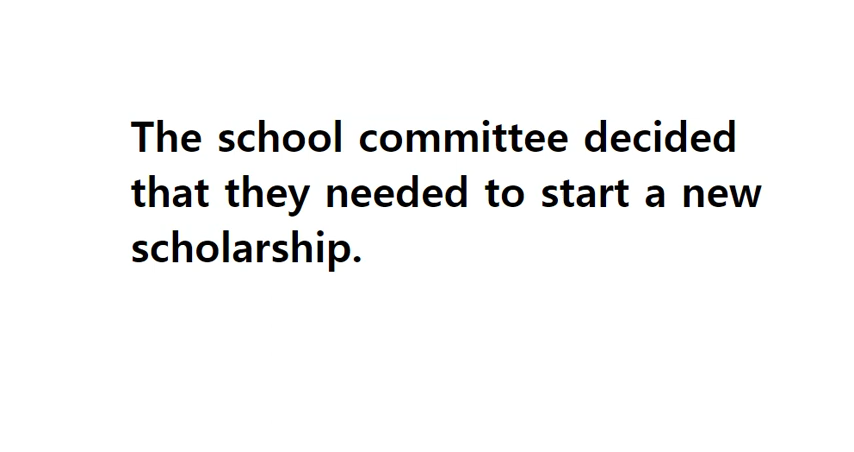 The school committee decided
that they needed to start a new
scholarship.